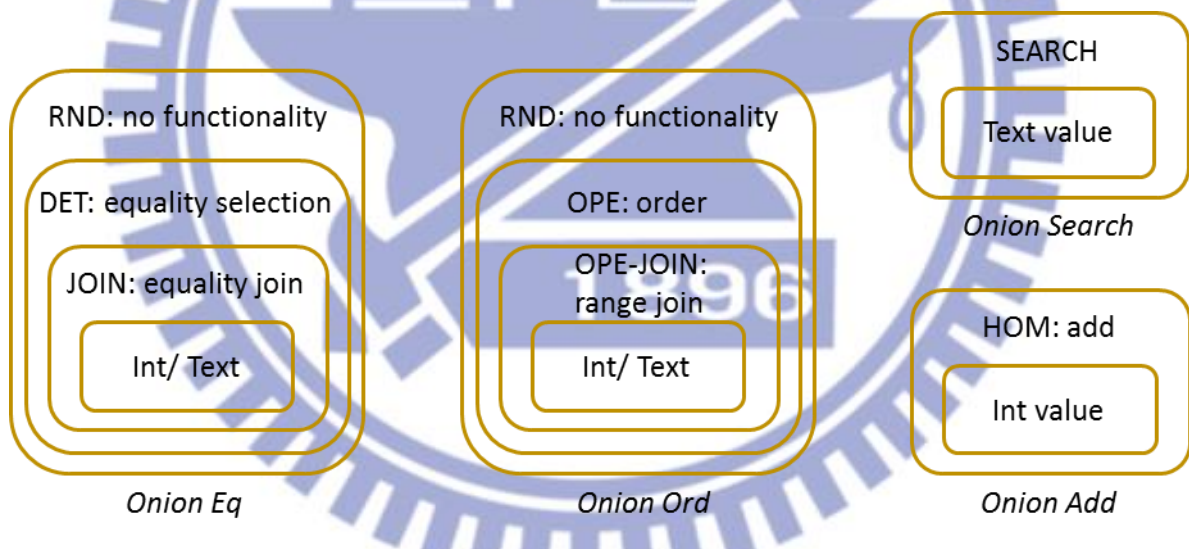 RND: no functionality
DET: equality selection
JOIN: equality join
Int/ Text
Onion Eq
RND: no functionality
OPE: order
OPE-JOIN:
range join
Int/ Text
Onion Ord
SEARCH
Text value
Onion Search
HOM: add
Int value
Onion Add
1896